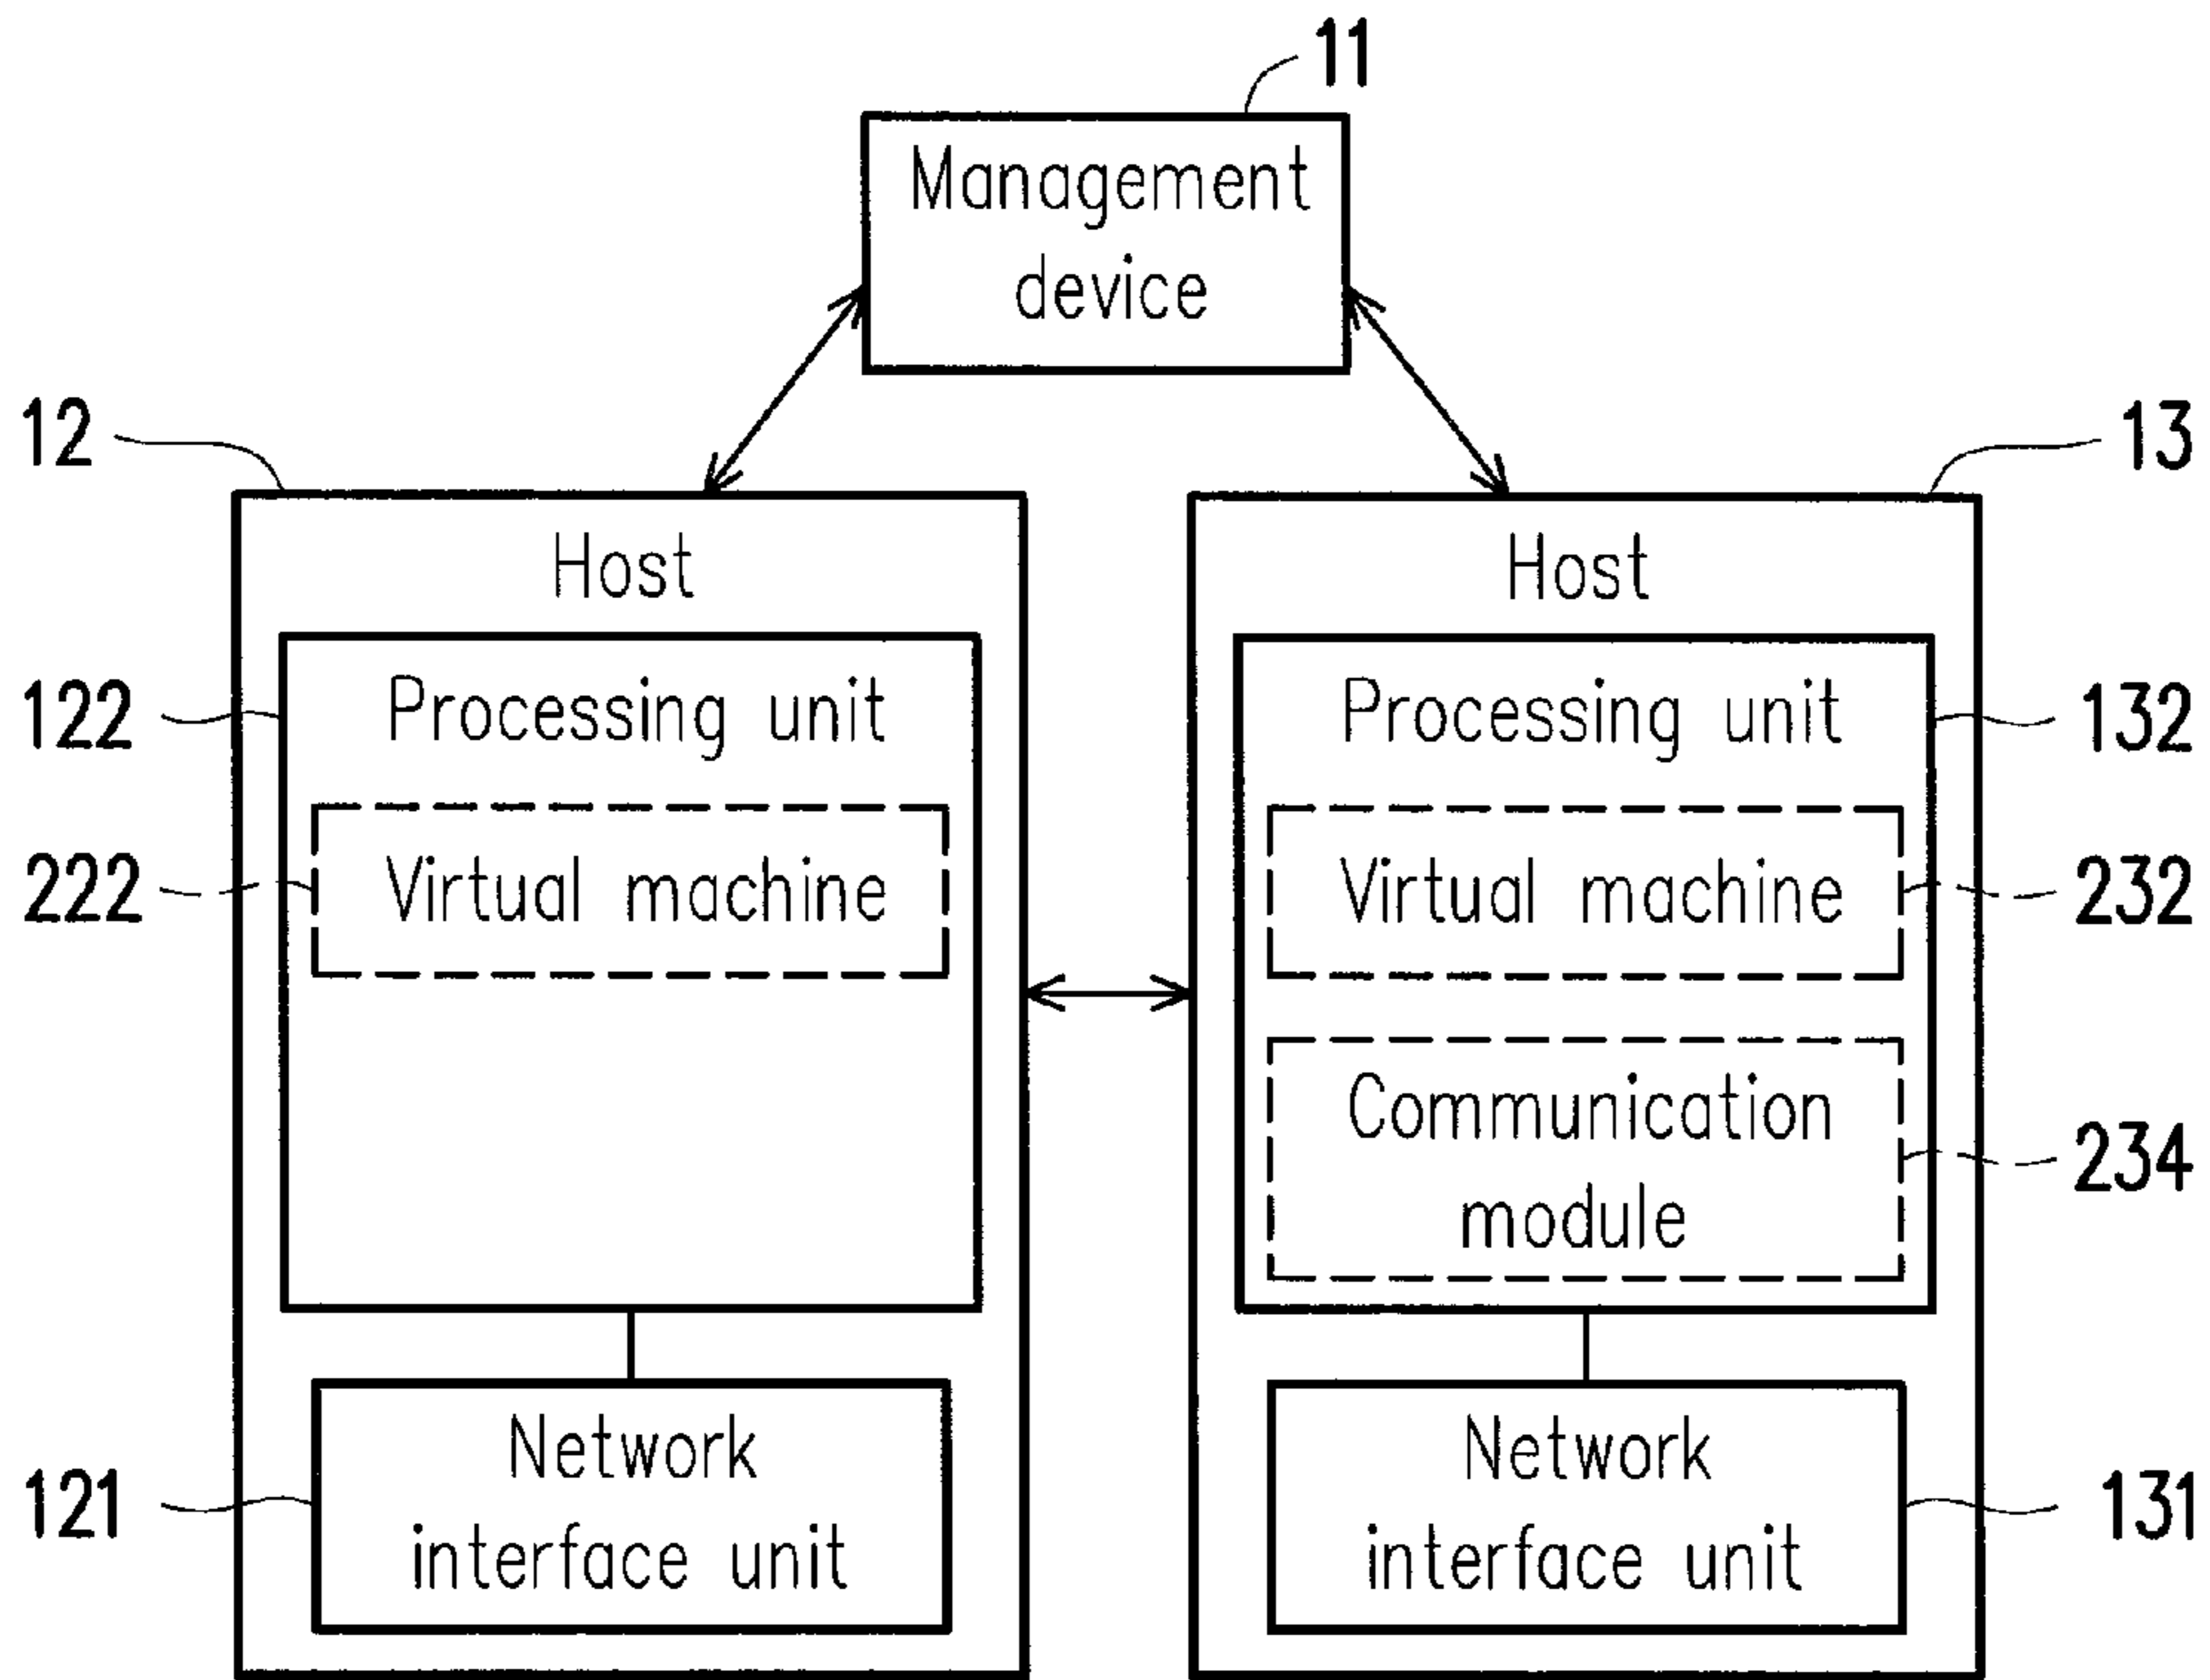 11
Management
device
12
13
Host
Host
122
Processing unit
Processing unit
132
222
Virtual machine
Virtual machine
232
Communication
module
234
121
Network
interface unit
Network
interface unit
131